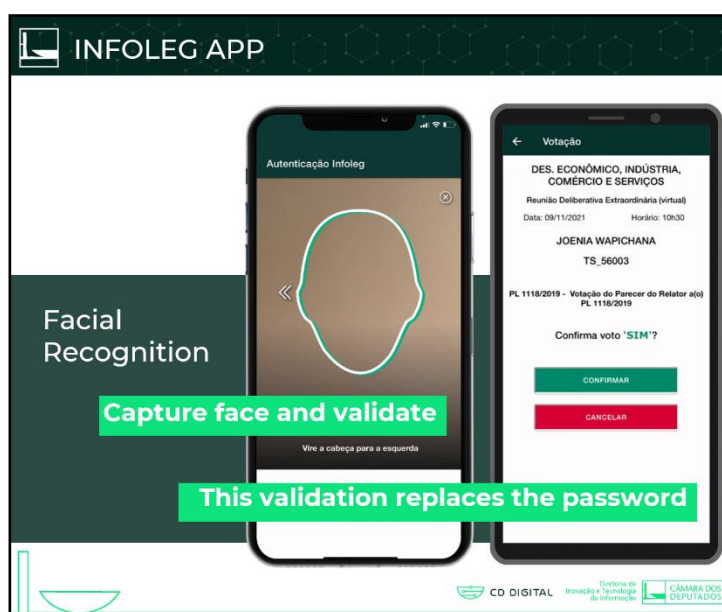 INFOLEG APP
Facial
Recognition
Autenticação Infoleg
Vire a cabeça para a esquerda
Votação
DES. ECONÔMICO, INDÚSTRIA,
COMÉRCIO E SERVIÇOS
Reunião Deliberativa Extraordinária (virtual)
Data: 09/11/2021 Horário: 10h30
JOENIA WAPICHANA
TS_56003
PL 1118/2019 - Votação do Parecer do Relator a(o)
PL 1118/2019
Confirma voto 'SIM'?
CONFIRMAR
CANCELAR
Capture face and validate
This validation replaces the password
CD DIGITAL
Diretoria de
Inovação e Tecnologia
da Informação
CÂMARA DOS
DEPUTADOS